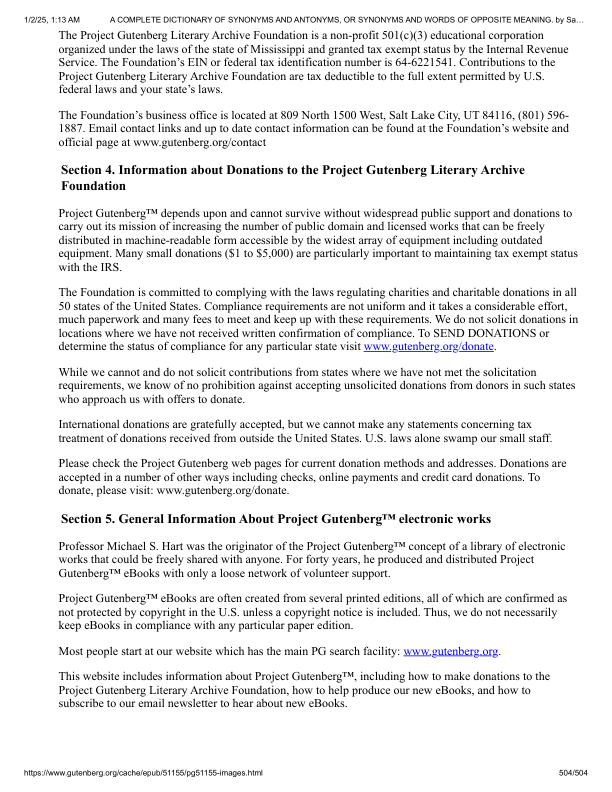 1/2/25, 1:13 AM A COMPLETE DICTIONARY OF SYNONYMS AND ANTONYMS, OR SYNONYMS AND WORDS OF OPPOSITE MEANING. by Sa…
The Project Gutenberg Literary Archive Foundation is a non-profit 501(c)(3) educational corporation
organized under the laws of the state of Mississippi and granted tax exempt status by the Internal Revenue
Service. The Foundation’s EIN or federal tax identification number is 64-6221541. Contributions to the
Project Gutenberg Literary Archive Foundation are tax deductible to the full extent permitted by U.S.
federal laws and your state’s laws.
The Foundation’s business office is located at 809 North 1500 West, Salt Lake City, UT 84116, (801) 596-
1887. Email contact links and up to date contact information can be found at the Foundation’s website and
official page at www.gutenberg.org/contact
Section 4. Information about Donations to the Project Gutenberg Literary Archive
Foundation
Project Gutenberg™ depends upon and cannot survive without widespread public support and donations to
carry out its mission of increasing the number of public domain and licensed works that can be freely
distributed in machine-readable form accessible by the widest array of equipment including outdated
equipment. Many small donations ($1 to $5,000) are particularly important to maintaining tax exempt status
with the IRS.
The Foundation is committed to complying with the laws regulating charities and charitable donations in all
50 states of the United States. Compliance requirements are not uniform and it takes a considerable effort,
much paperwork and many fees to meet and keep up with these requirements. We do not solicit donations in
locations where we have not received written confirmation of compliance. To SEND DONATIONS or
determine the status of compliance for any particular state visit www.gutenberg.org/donate.
While we cannot and do not solicit contributions from states where we have not met the solicitation
requirements, we know of no prohibition against accepting unsolicited donations from donors in such states
who approach us with offers to donate.
International donations are gratefully accepted, but we cannot make any statements concerning tax
treatment of donations received from outside the United States. U.S. laws alone swamp our small staff.
Please check the Project Gutenberg web pages for current donation methods and addresses. Donations are
accepted in a number of other ways including checks, online payments and credit card donations. To
donate, please visit: www.gutenberg.org/donate.
Section 5. General Information About Project Gutenberg™ electronic works
Professor Michael S. Hart was the originator of the Project Gutenberg™ concept of a library of electronic
works that could be freely shared with anyone. For forty years, he produced and distributed Project
Gutenberg™ eBooks with only a loose network of volunteer support.
Project Gutenberg™ eBooks are often created from several printed editions, all of which are confirmed as
not protected by copyright in the U.S. unless a copyright notice is included. Thus, we do not necessarily
keep eBooks in compliance with any particular paper edition.
Most people start at our website which has the main PG search facility: www.gutenberg.org.
This website includes information about Project Gutenberg™, including how to make donations to the
Project Gutenberg Literary Archive Foundation, how to help produce our new eBooks, and how to
subscribe to our email newsletter to hear about new eBooks.
https://www.gutenberg.org/cache/epub/51155/pg51155-images.html 504/504